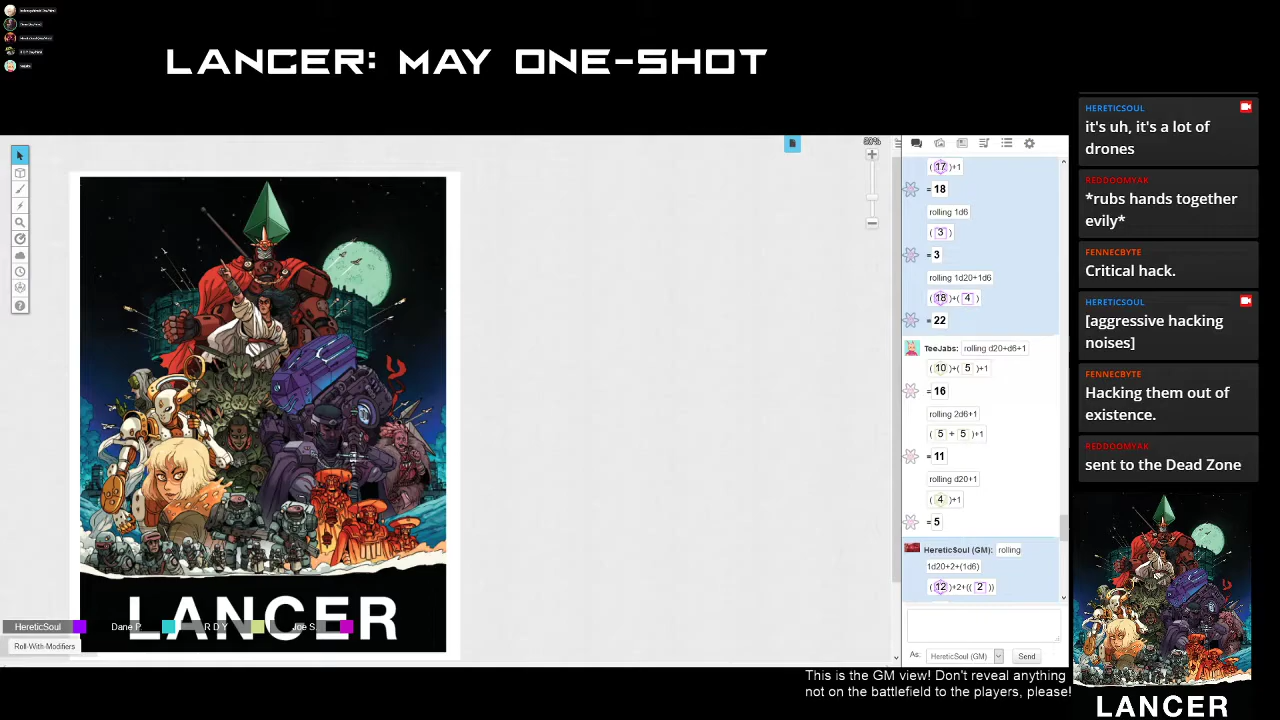 LANCER: MAY ONE-SHOT
89%
HERETICSOUL
it's uh, it's a lot of
drones
REDDOOMYAK
*rubs hands together
evily*
FENNECBYTE
Critical hack.
HERETICSOUL
[aggressive hacking
noises]
FENNECBYTE
Hacking them out of
existence.
REDDOOMYAK
sent to the Dead Zone
(17)+1
= 18
rolling 1d6
(3)
= 3
rolling 1d20+1d6
(18)+(4)
= 22
TeeJabs: rolling d20+d6+1
(10)+(5)+1
= 16
rolling 2d6+1
(5 + 5)+1
= 11
rolling d20+1
(4)+1
= 5
HereticSoul (GM): rolling
1d20+2+(1d6)
(12)+2+((2))
LANCER
HereticSoul
Dane P.
R D Y
Joe S.
Roll-With-Modifiers
As: HereticSoul (GM) Send
This is the GM view! Don't reveal anything
not on the battlefield to the players, please!
LANCER